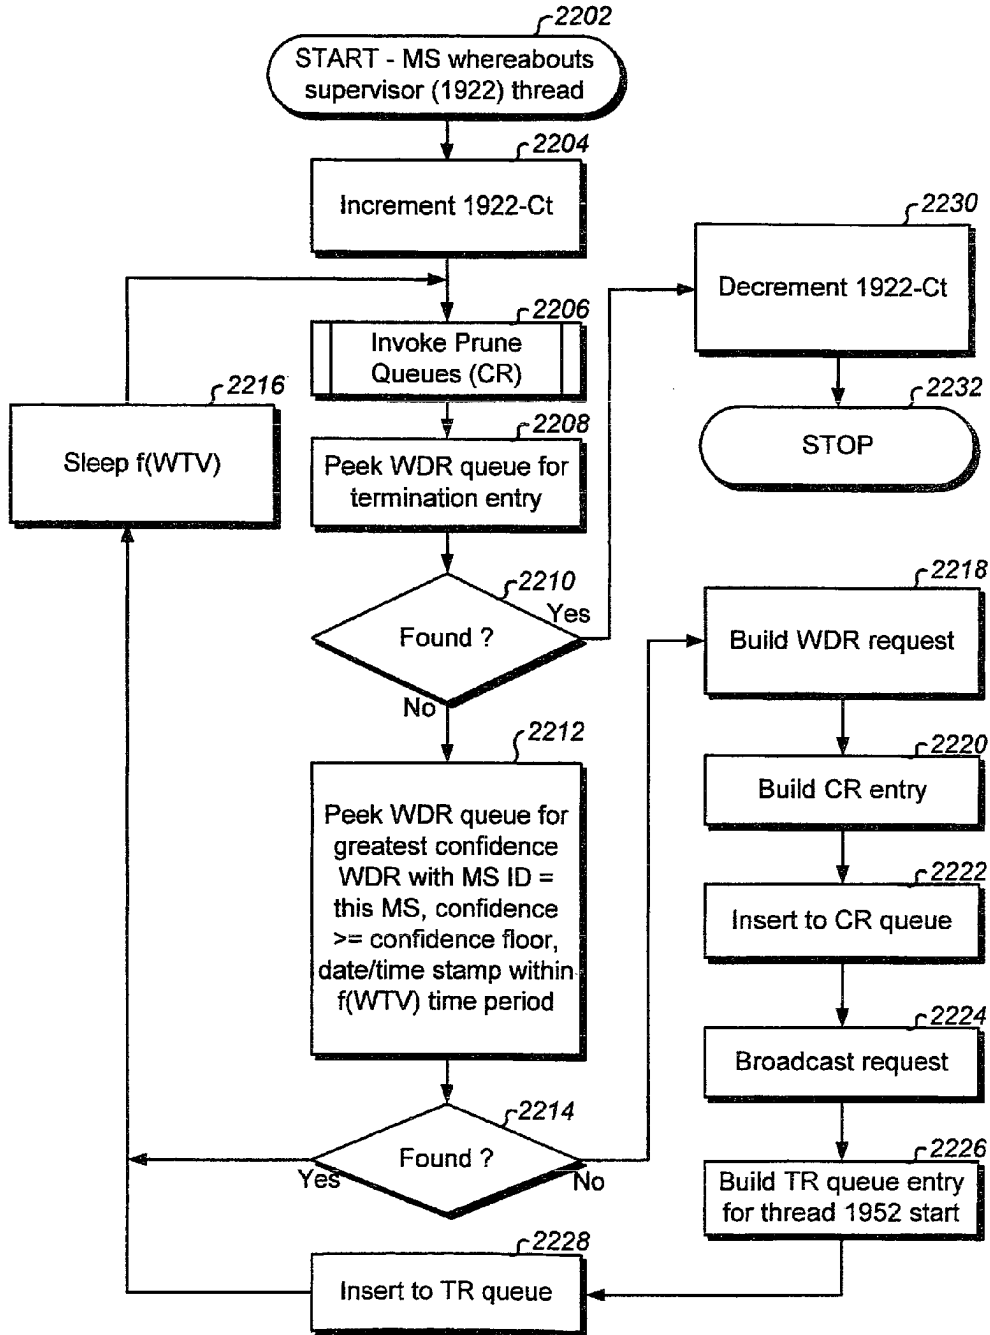 2202
START - MS whereabouts
supervisor (1922) thread
2204
Increment 1922-Ct
2206
Invoke Prune
Queues (CR)
2208
Peek WDR queue for
termination entry
2210
Found ?
Yes
No
2212
Peek WDR queue for
greatest confidence
WDR with MS ID =
this MS, confidence
>= confidence floor,
date/time stamp within
f(WTV) time period
2214
Found ?
Yes
No
2216
Sleep f(WTV)
2230
Decrement 1922-Ct
2232
STOP
2218
Build WDR request
2220
Build CR entry
2222
Insert to CR queue
2224
Broadcast request
2226
Build TR queue entry
for thread 1952 start
2228
Insert to TR queue